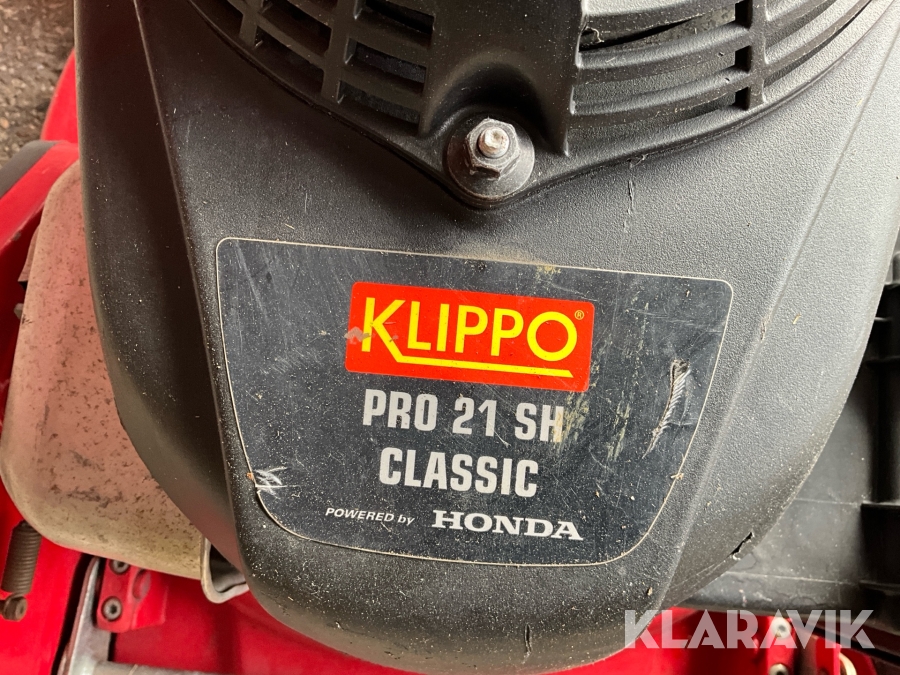 KLIPPO®
PRO 21 SH
CLASSIC
POWERED by HONDA
KLARAVIK